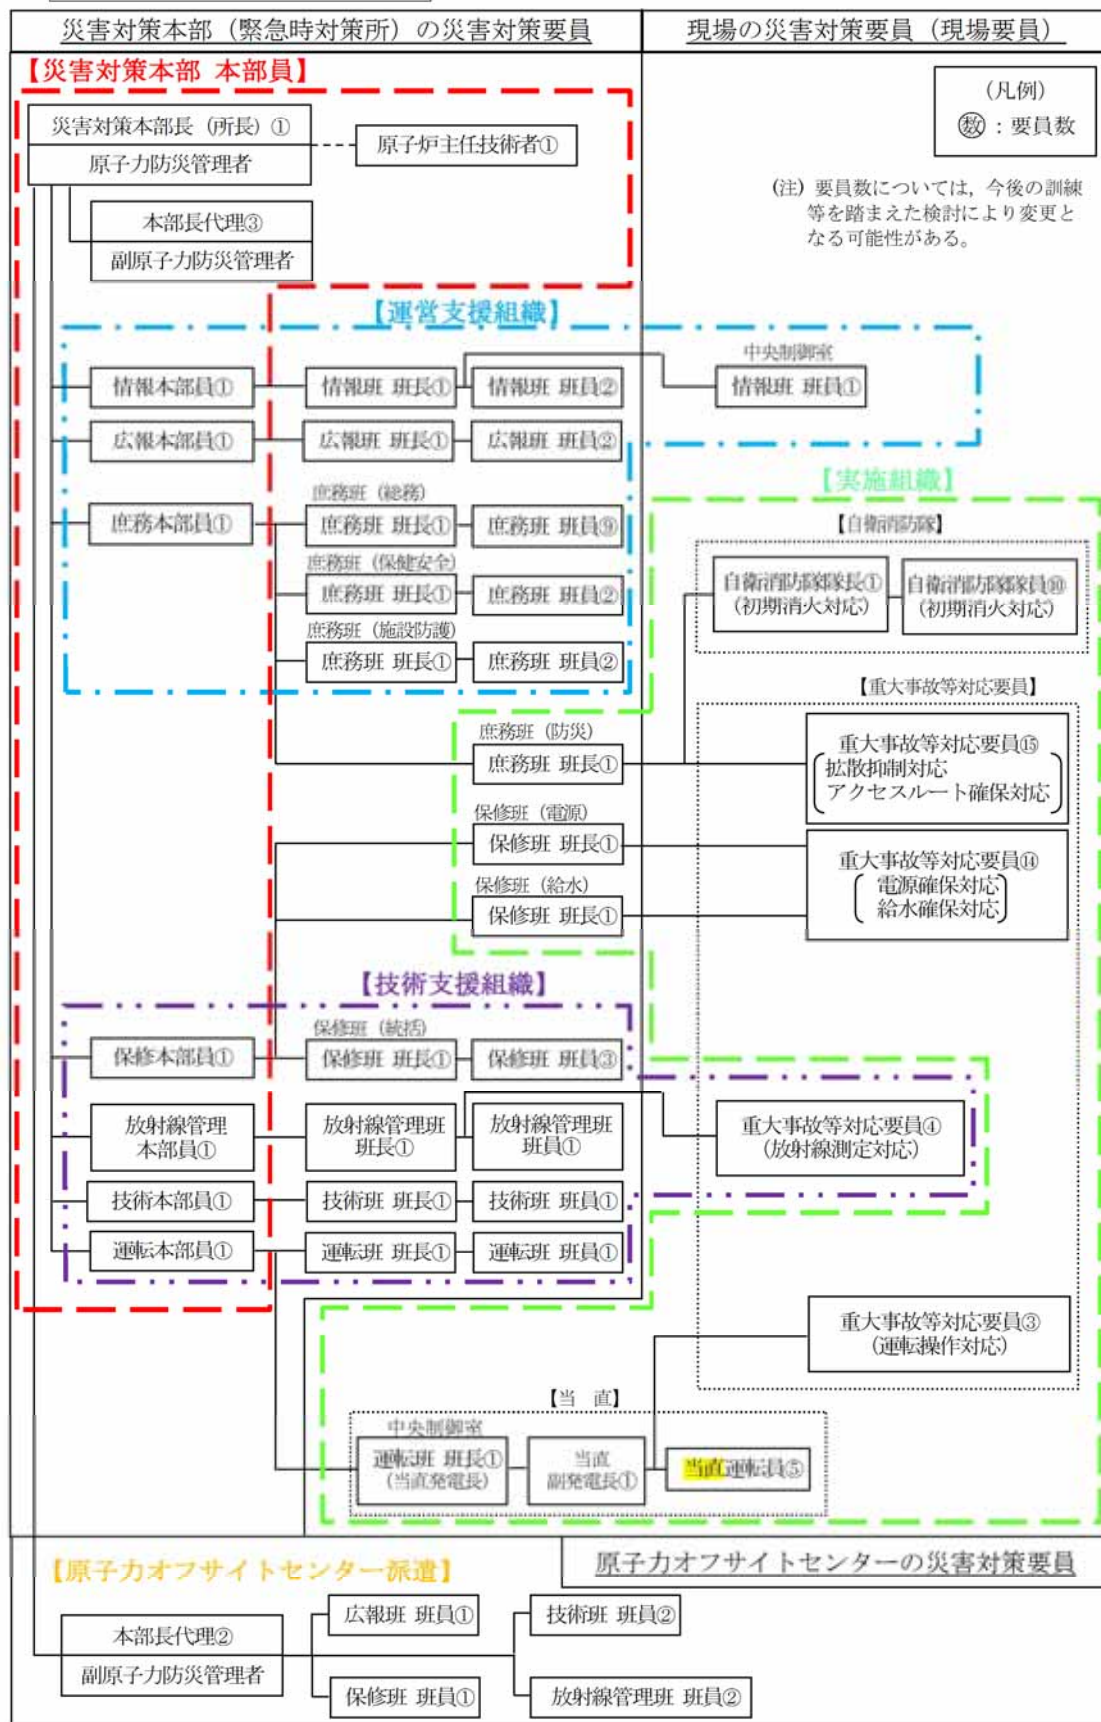 災害対策本部（緊急時対策所）の災害対策要員
現場の災害対策要員（現場要員）
【災害対策本部 本部員】
（凡例）
㊥数：要員数
災害対策本部長（所長）①
原子力防災管理者
原子炉主任技術者①
(注) 要員数については，今後の訓練
等を踏まえた検討により変更と
なる可能性がある。
本部長代理③
副原子力防災管理者
【運営支援組織】
中央制御室
情報本部員①
情報班 班長①
情報班 班員②
情報班 班員①
広報本部員①
広報班 班長①
広報班 班員②
【実施組織】
庶務班（総務）
庶務本部員①
庶務班 班長①
庶務班 班員⑨
【自衛消防隊】
庶務班（保健安全）
庶務班 班長①
庶務班 班員②
自衛消防隊隊長①
(初期消火対応)
自衛消防隊隊員⑩
(初期消火対応)
庶務班（施設防護）
庶務班 班長①
庶務班 班員②
【重大事故等対応要員】
庶務班（防災）
庶務班 班長①
重大事故等対応要員⑮
拡散抑制対応
アクセスルート確保対応
保修班（電源）
保修班 班長①
重大事故等対応要員⑭
電源確保対応
給水確保対応
保修班（給水）
保修班 班長①
【技術支援組織】
保修班（統括）
保修本部員①
保修班 班長①
保修班 班員③
放射線管理
本部員①
放射線管理班
班長①
放射線管理班
班員①
重大事故等対応要員④
(放射線測定対応)
技術本部員①
技術班 班長①
技術班 班員①
運転本部員①
運転班 班長①
運転班 班員①
重大事故等対応要員③
(運転操作対応)
【当 直】
中央制御室
運転班 班長①
(当直発電長)
当直
副発電長①
当直運転員⑤
【原子力オフサイトセンター派遣】
原子力オフサイトセンターの災害対策要員
広報班 班員①
技術班 班員②
本部長代理②
副原子力防災管理者
保修班 班員①
放射線管理班 班員②